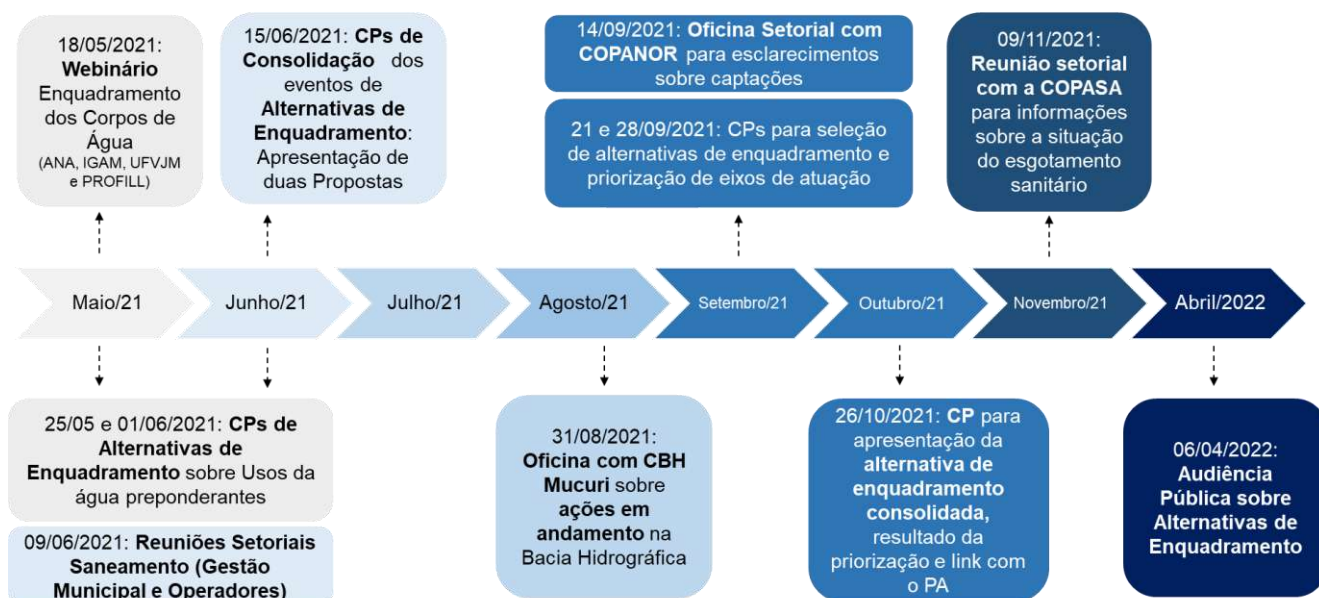 18/05/2021:
Webinário
Enquadramento
dos Corpos de
Água
(ANA, IGAM, UFVJM
e PROFILL)
15/06/2021: CPs de
Consolidação dos
eventos de
Alternativas de
Enquadramento:
Apresentação de
duas Propostas
14/09/2021: Oficina Setorial com
COPANOR para esclarecimentos
sobre captações
21 e 28/09/2021: CPs para seleção
de alternativas de enquadramento e
priorização de eixos de atuação
09/11/2021:
Reunião setorial
com a COPASA
para informações
sobre a situação
do esgotamento
sanitário
Maio/21
Junho/21
Julho/21
Agosto/21
Setembro/21
Outubro/21
Novembro/21
Abril/2022
25/05 e 01/06/2021: CPs de
Alternativas de
Enquadramento sobre Usos da
água preponderantes
09/06/2021: Reuniões Setoriais
Saneamento (Gestão
Municipal e Operadores)
31/08/2021:
Oficina com CBH
Mucuri sobre
ações em
andamento na
Bacia Hidrográfica
26/10/2021: CP para
apresentação da
alternativa de
enquadramento
consolidada,
resultado da
priorização e link com
o PA
06/04/2022:
Audiência
Pública sobre
Alternativas de
Enquadramento